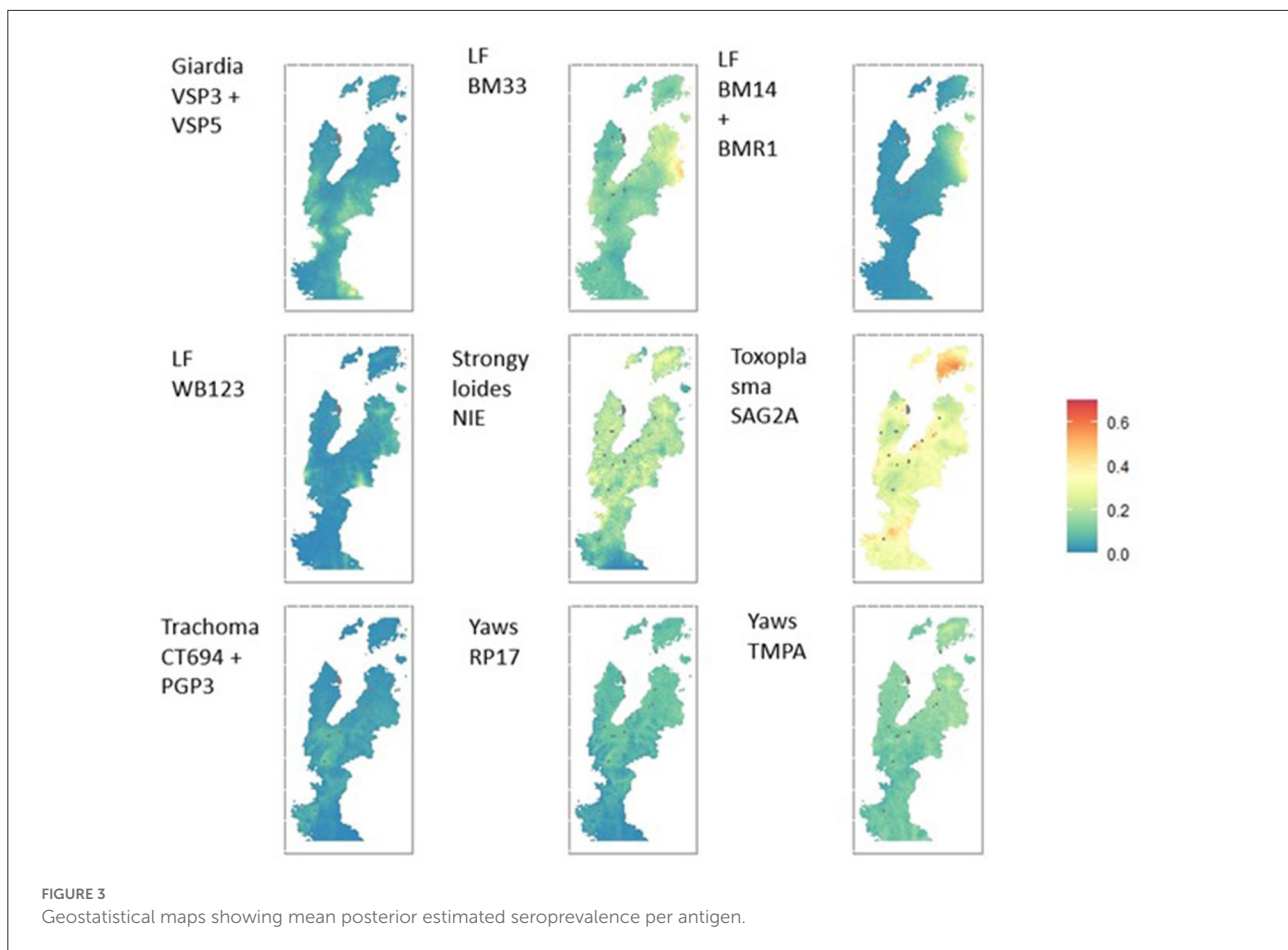 Giardia
VSP3 +
VSP5
LF
BM33
LF
BM14
+
BMR1
LF
WB123
Strongy
loides
NIE
Toxopla
sma
SAG2A
0.6
0.4
0.2
0.0
Trachoma
CT694 +
PGP3
Yaws
RP17
Yaws
TMPA
FIGURE 3
Geostatistical maps showing mean posterior estimated seroprevalence per antigen.